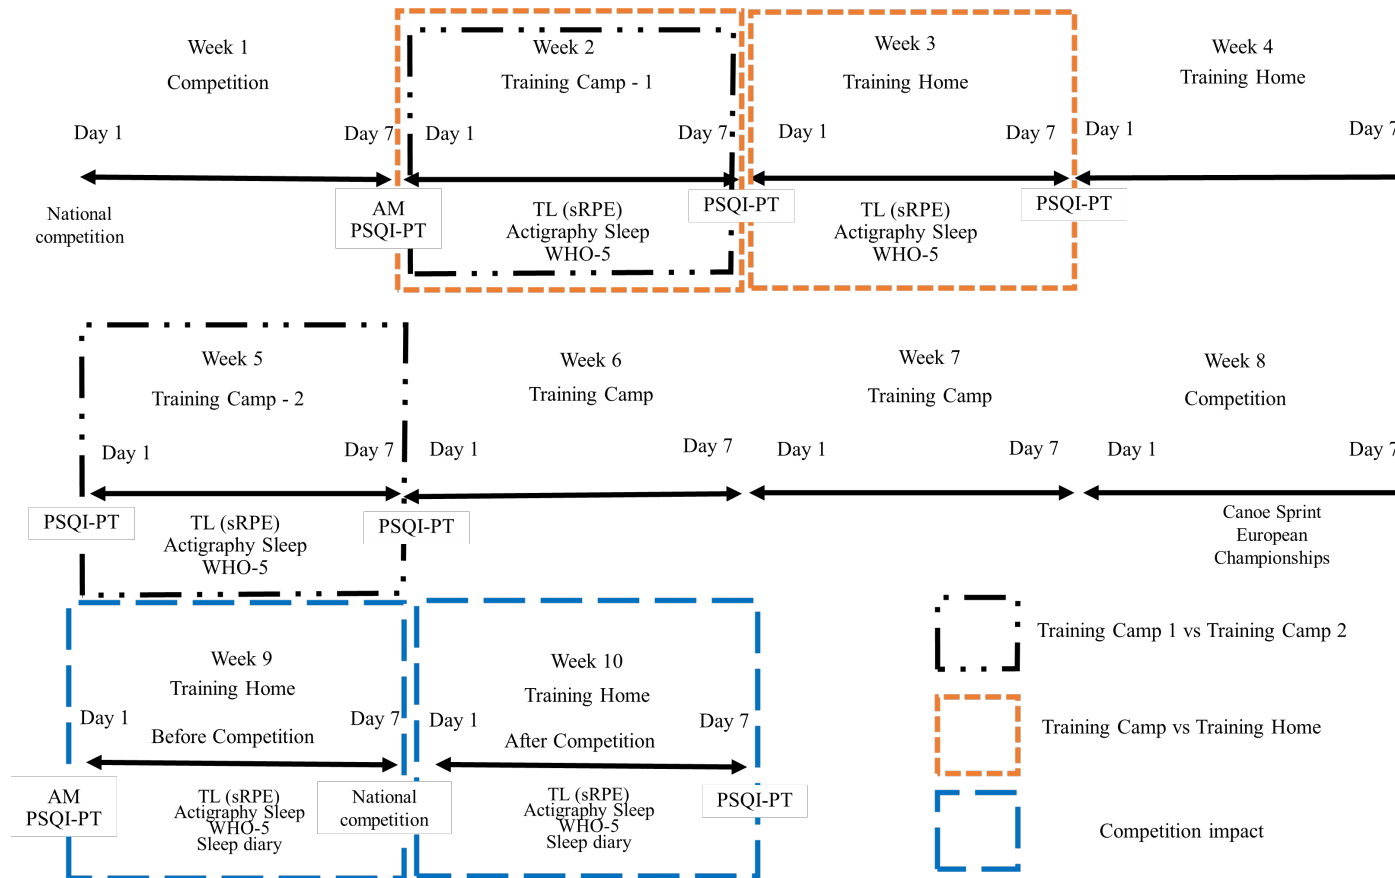 Week 1
Competition
Day 1
Day 7
National
competition
AM
PSQI-PT
Week 2
Training Camp - 1
Day 1
Day 7
TL (sRPE)
Actigraphy Sleep
WHO-5
PSQI-PT
Week 3
Training Home
Day 1
Day 7
TL (sRPE)
Actigraphy Sleep
WHO-5
PSQI-PT
Week 4
Training Home
Day 1
Day 7
Week 5
Training Camp - 2
Day 1
Day 7
PSQI-PT
TL (sRPE)
Actigraphy Sleep
WHO-5
PSQI-PT
Week 6
Training Camp
Day 1
Day 7
Week 7
Training Camp
Day 1
Day 7
Week 8
Competition
Day 1
Day 7
Canoe Sprint
European
Championships
Week 9
Training Home
Day 1
Day 7
Before Competition
AM
PSQI-PT
TL (sRPE)
Actigraphy Sleep
WHO-5
Sleep diary
National
competition
Week 10
Training Home
Day 1
Day 7
After Competition
TL (sRPE)
Actigraphy Sleep
WHO-5
Sleep diary
PSQI-PT
Training Camp 1 vs Training Camp 2
Training Camp vs Training Home
Competition impact